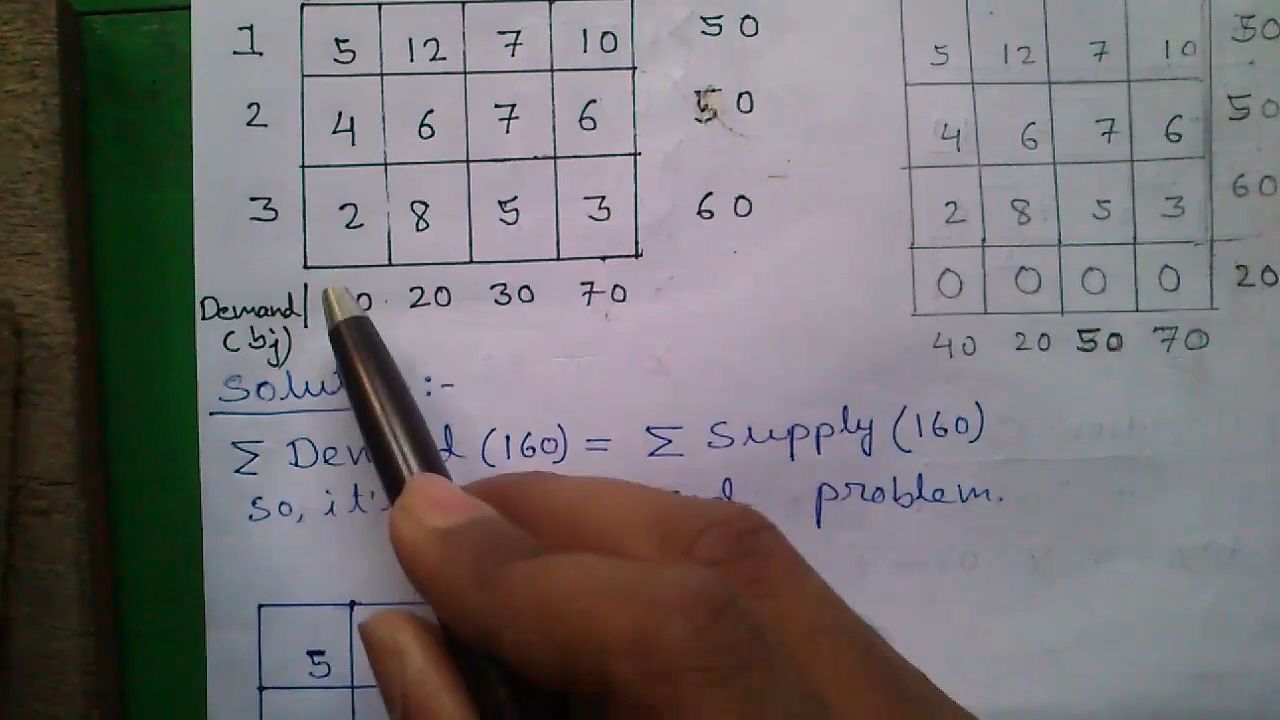 1 5 12 7 10 50
2 4 6 7 6 50
3 2 8 5 3 60
Demand 20 30 70
(bj)
:-
Σ (160) = Σ Supply (160)
so, problem.
5
5 12 7 10 50
4 6 7 6 50
2 8 5 3 60
0 0 0 0 20
40 20 50 70